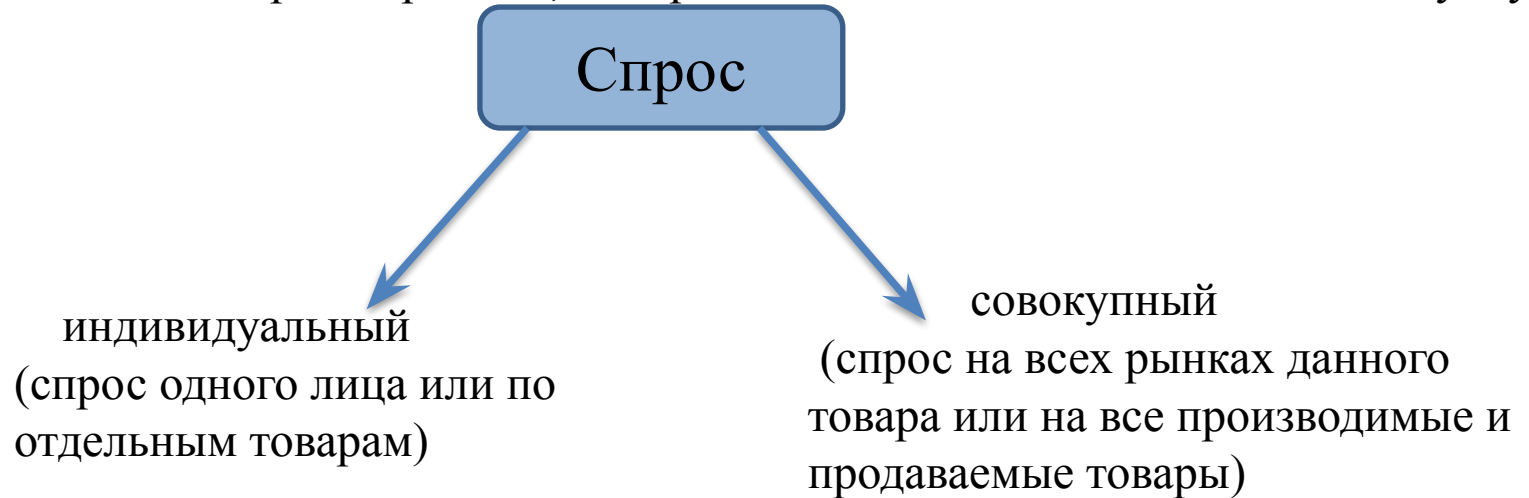 Спрос
индивидуальный
(спрос одного лица или по
отдельным товарам)
совокупный
(спрос на всех рынках данного
товара или на все производимые и
продаваемые товары)